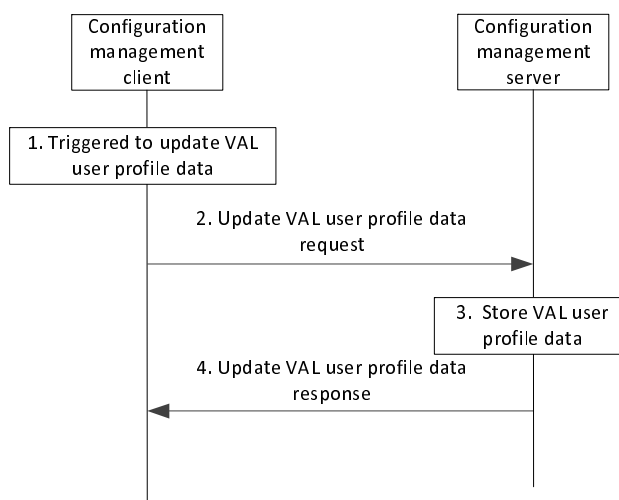 Configuration
management
client
Configuration
management
server
1. Triggered to update VAL
user profile data
2. Update VAL user profile data
request
3.  Store VAL user
profile data
4. Update VAL user profile data
response